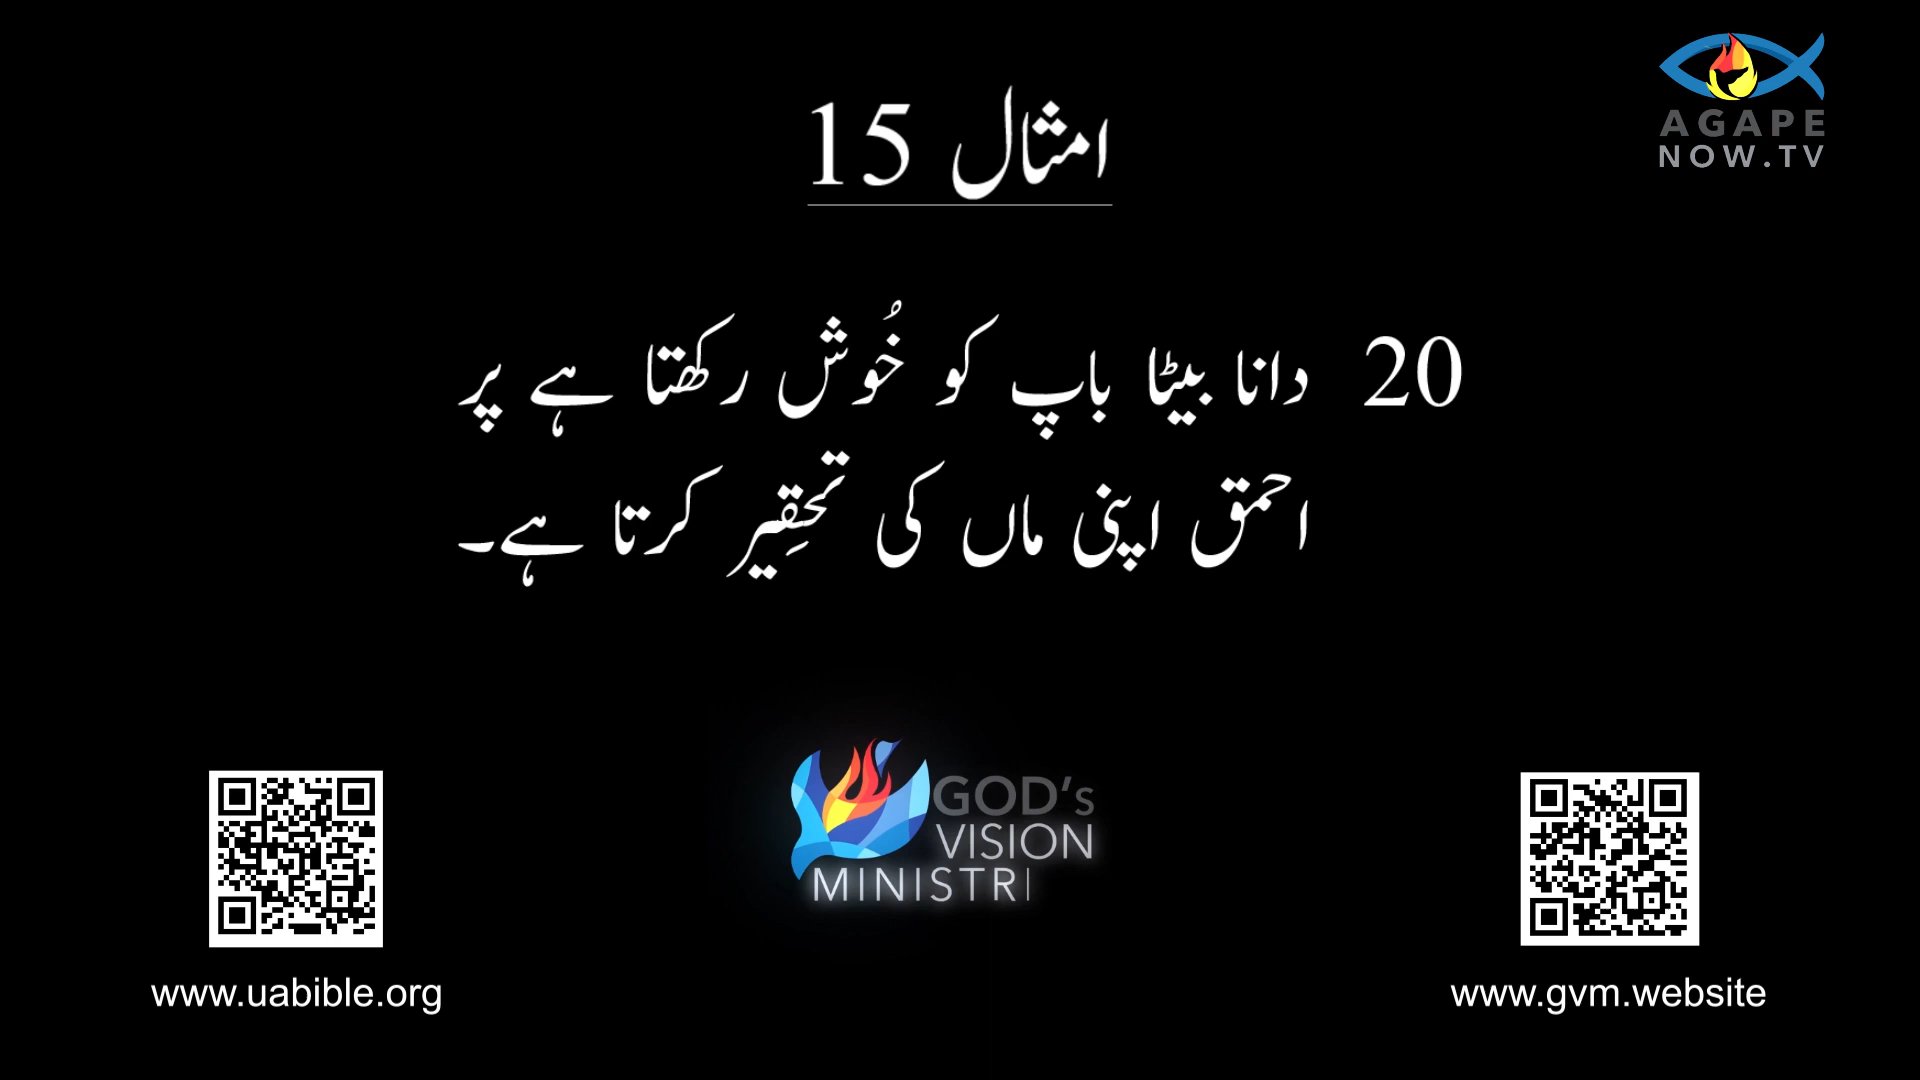 AGAPE
NOW.TV
امثال 15
20 دانا بیٹا باپ کو خُوش رکھتا ہے پر
احمق اپنی ماں کی تحقِیر کرتا ہے۔
GOD's
VISION
MINISTRI
www.uabible.org
www.gvm.website